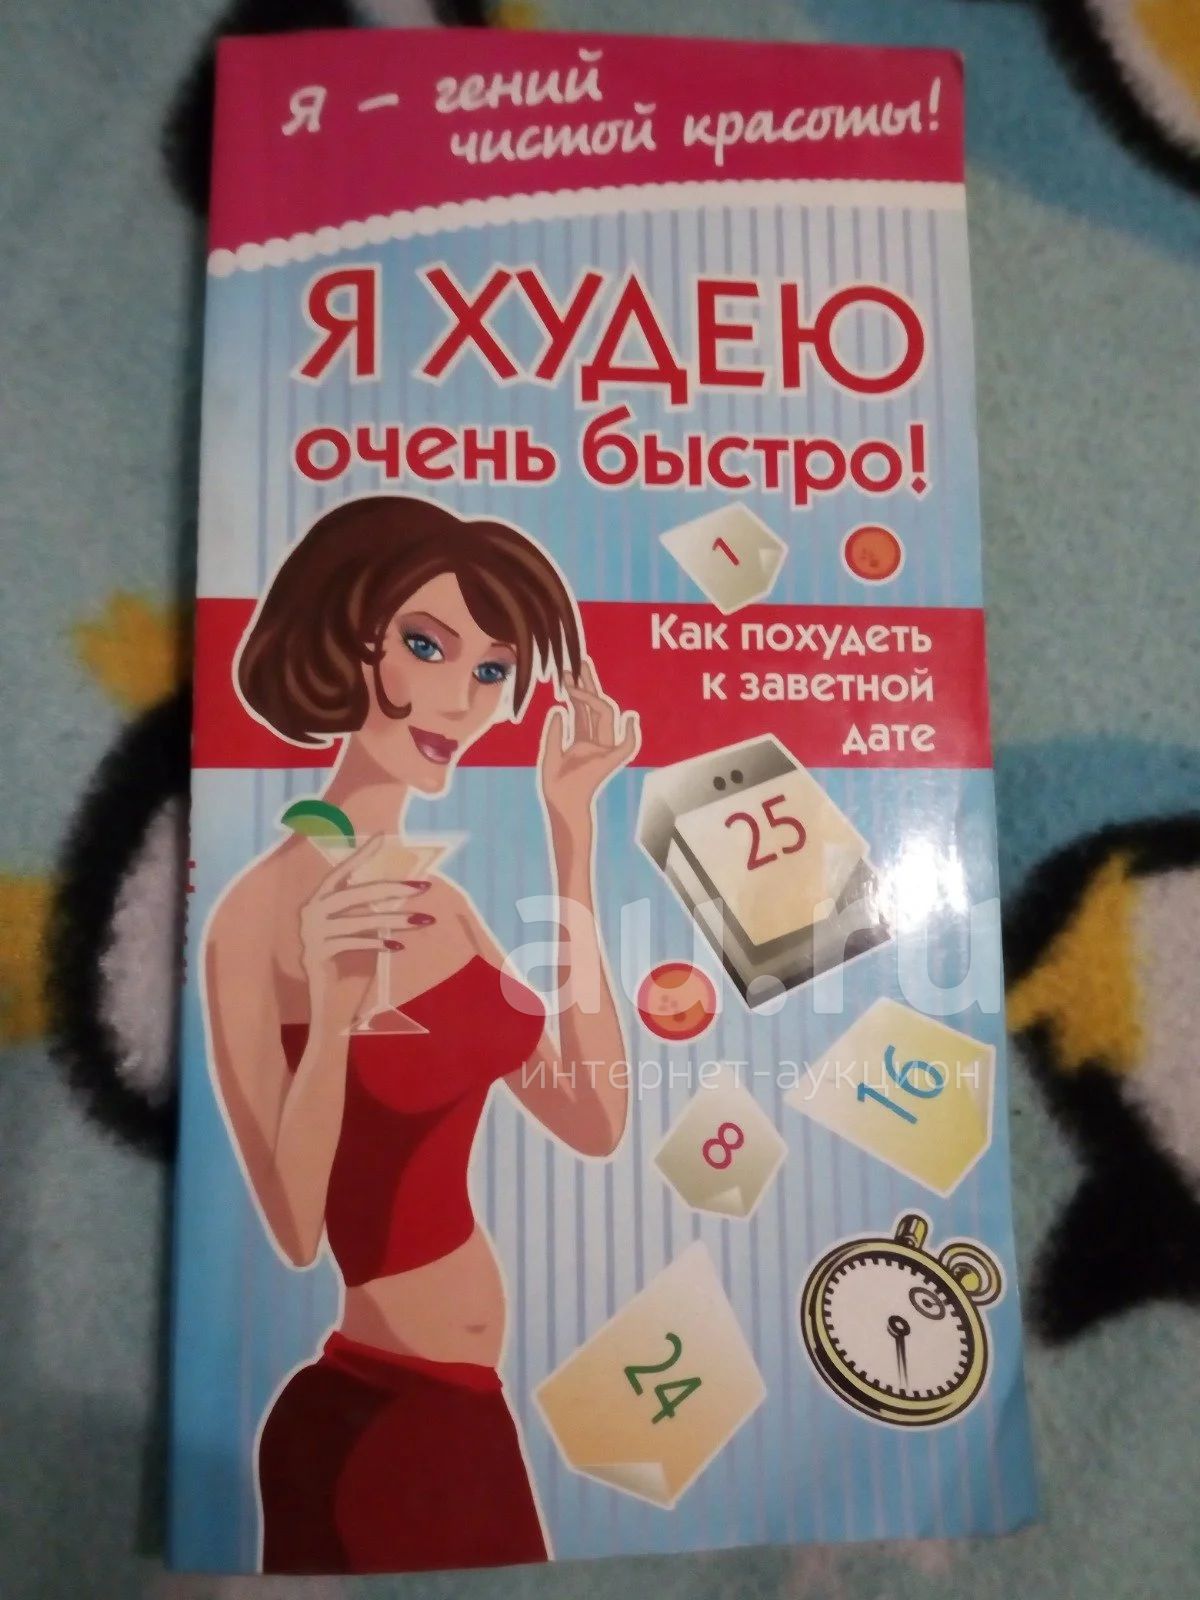 Я – гений
чистой красоты!
Я ХУДЕЮ
очень быстро!
1
Как похудеть
к заветной
дате
25
au.ru
интернет-аукцион
16
8
24